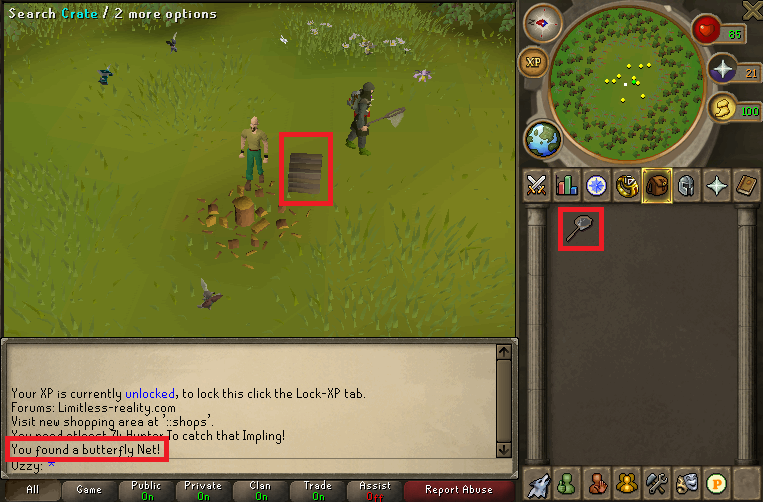 Search Crate / 2 more options
N
85
XP
21
100
Your XP is currently unlocked, to lock this click the Lock-XP tab.
Forums: Limitless-reality.com
Visit new shopping area at '::shops'.
You need atleast 74 Hunter To catch that Impling!
You found a butterfly Net!
Uzzy: *
All
Game
Public
On
Private
On
Clan
On
Trade
On
Assist
Off
Report Abuse
P